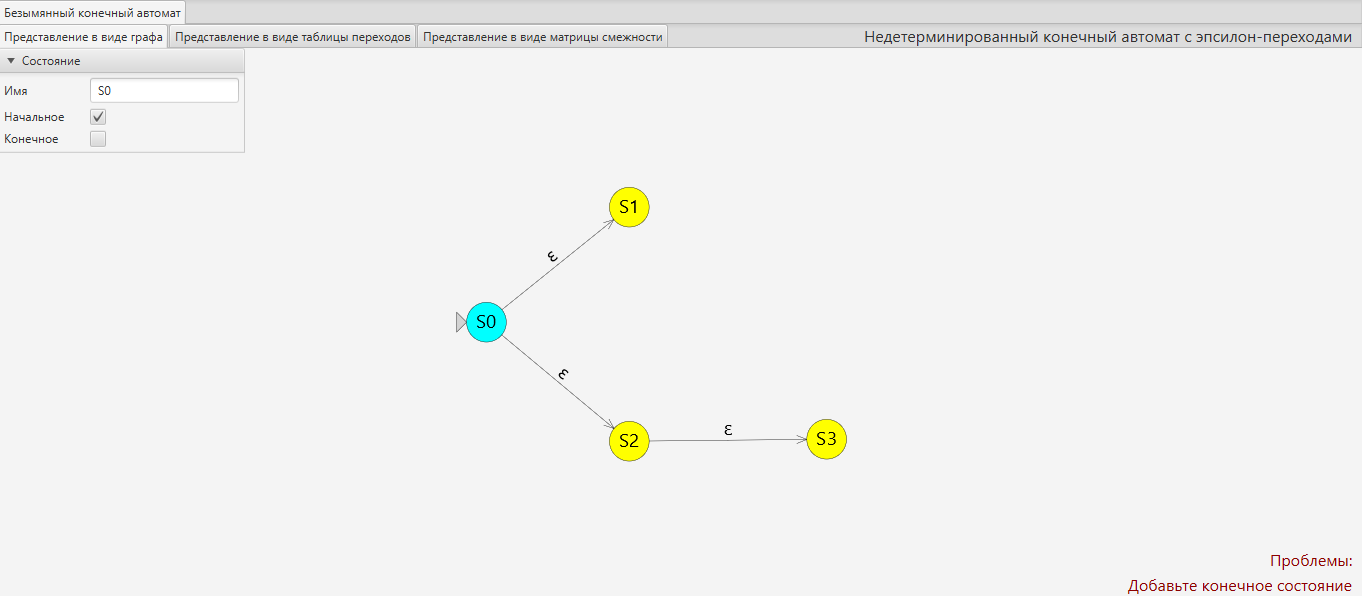 Безымянный конечный автомат
Представление в виде графа Представление в виде таблицы переходов Представление в виде матрицы смежности Недетерминированный конечный автомат с эпсилон-переходами
Состояние
Имя S0
Начальное
Конечное
S1
ε
S0
ε
S2 ε S3
Проблемы:
Добавьте конечное состояние